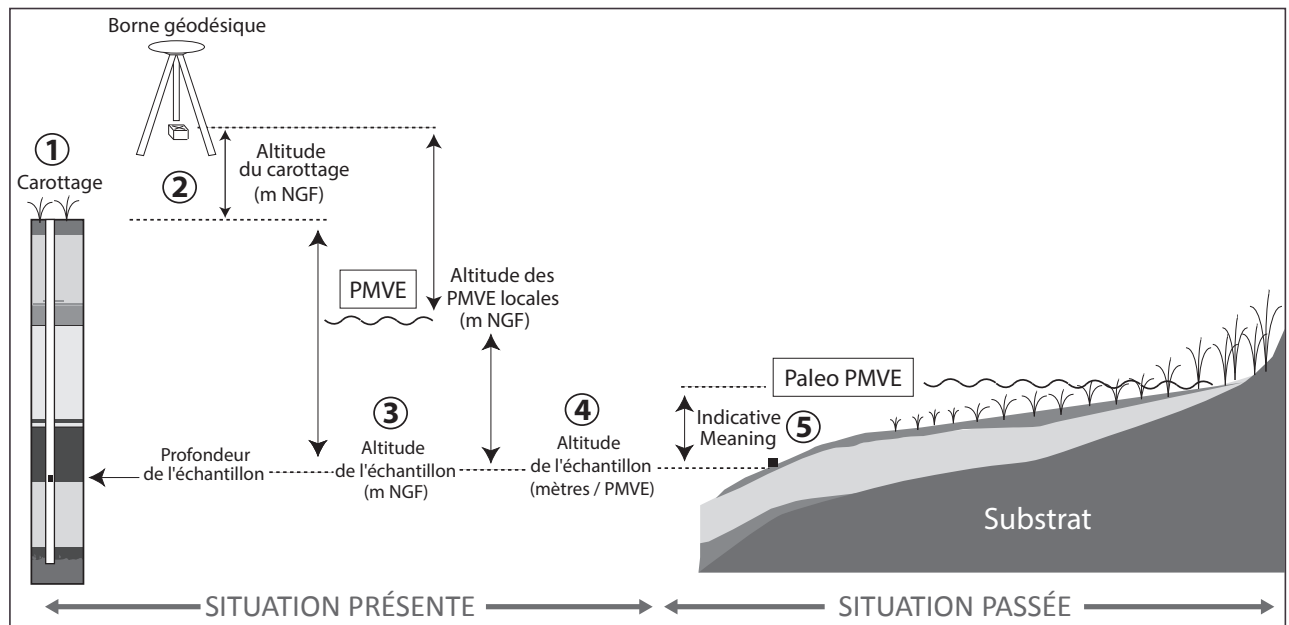 Borne géodésique
①
Carottage
②
Altitude
du carottage
(m NGF)
PMVE
Altitude des
PMVE locales
(m NGF)
Profondeur
de l'échantillon
③
Altitude
de l'échantillon
(m NGF)
④
Altitude
de l'échantillon
(mètres / PMVE)
Paleo PMVE
Indicative
Meaning
⑤
Substrat
SITUATION PRÉSENTE
SITUATION PASSÉE